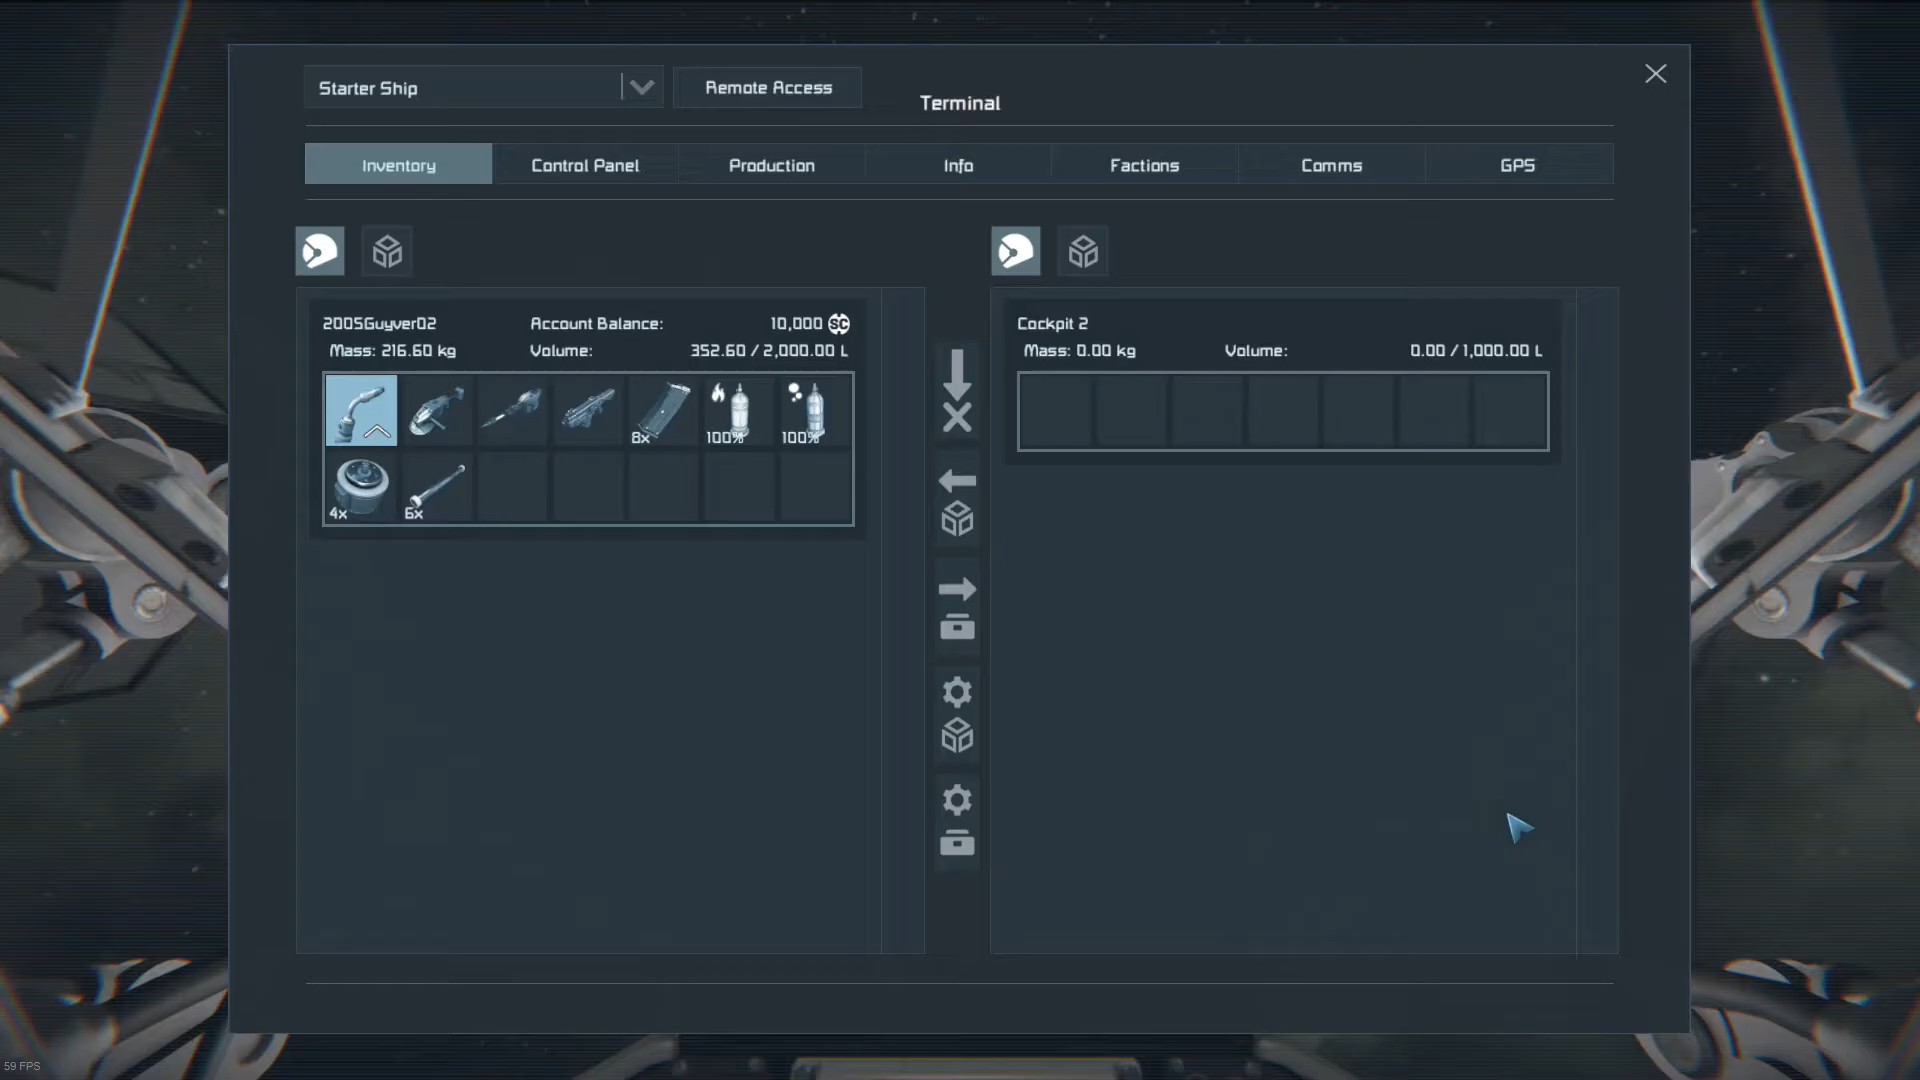 Starter Ship
Remote Access
Terminal
Inventory
Control Panel
Production
Info
Factions
Comms
GPS
2005Guyver02
Account Balance:
10,000 SC
Mass: 216.60 kg
Volume:
352.60 / 2,000.00 L
8x
100%
100%
4x
6x
Cockpit 2
Mass: 0.00 kg
Volume:
0.00 / 1,000.00 L
59 FPS